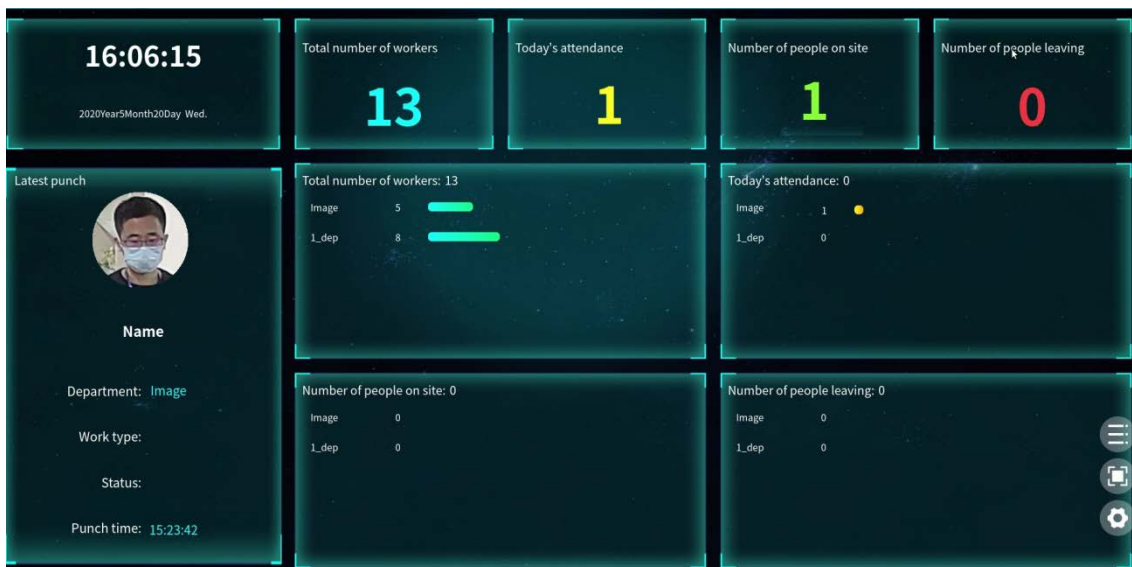 16:06:15
2020Year5Month20Day Wed.
Total number of workers
13
Today's attendance
1
Number of people on site
1
Number of people leaving
0
Latest punch
Name
Department: Image
Work type:
Status:
Punch time: 15:23:42
Total number of workers: 13
Image 5
1_dep 8
Today's attendance: 0
Image 1
1_dep 0
Number of people on site: 0
Image 0
1_dep 0
Number of people leaving: 0
Image 0
1_dep 0